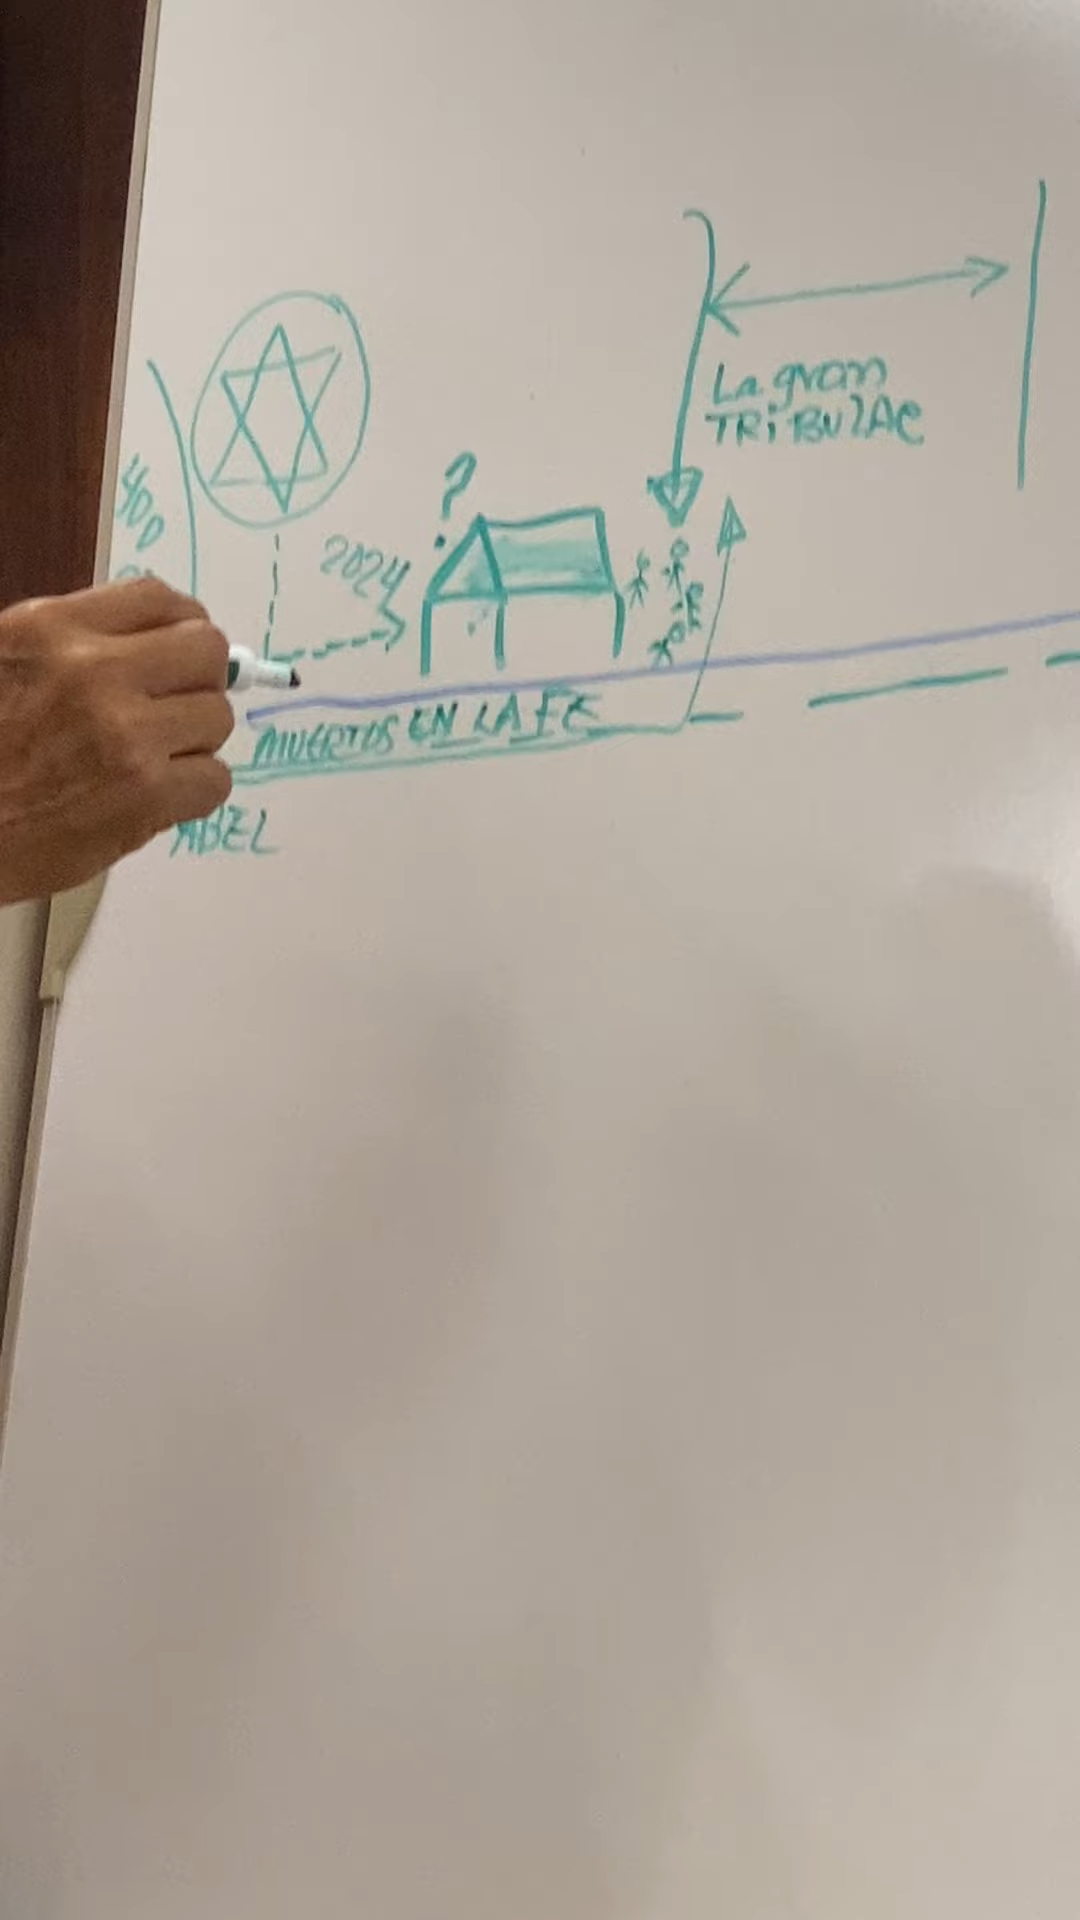 La gran
TRiBULAC
?
400
2024
MUERTOS EN LA FE
ABEL